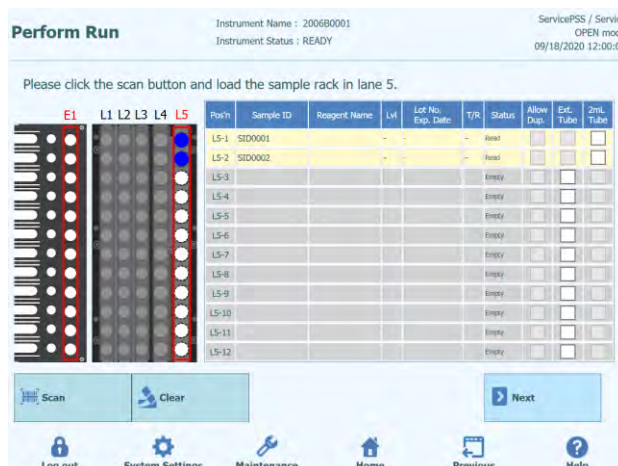 Perform Run
Instrument Name : 2006B0001
Instrument Status : READY
ServicePSS / Servic
OPEN mod
09/18/2020 12:00:0
Please click the scan button and load the sample rack in lane 5.
E1 L1 L2 L3 L4 L5
Pos'n Sample ID Reagent Name Lvl Lot No. Exp. Date T/R Status Allow Dup. Ext. Tube 2mL Tube
L5-1 SID0001 - - - Read
L5-2 SID0002 - - - Read
L5-3 Empty
L5-4 Empty
L5-5 Empty
L5-6 Empty
L5-7 Empty
L5-8 Empty
L5-9 Empty
L5-10 Empty
L5-11 Empty
L5-12 Empty
Scan Clear Next
Log out System Settings Maintenance Home Previous Help